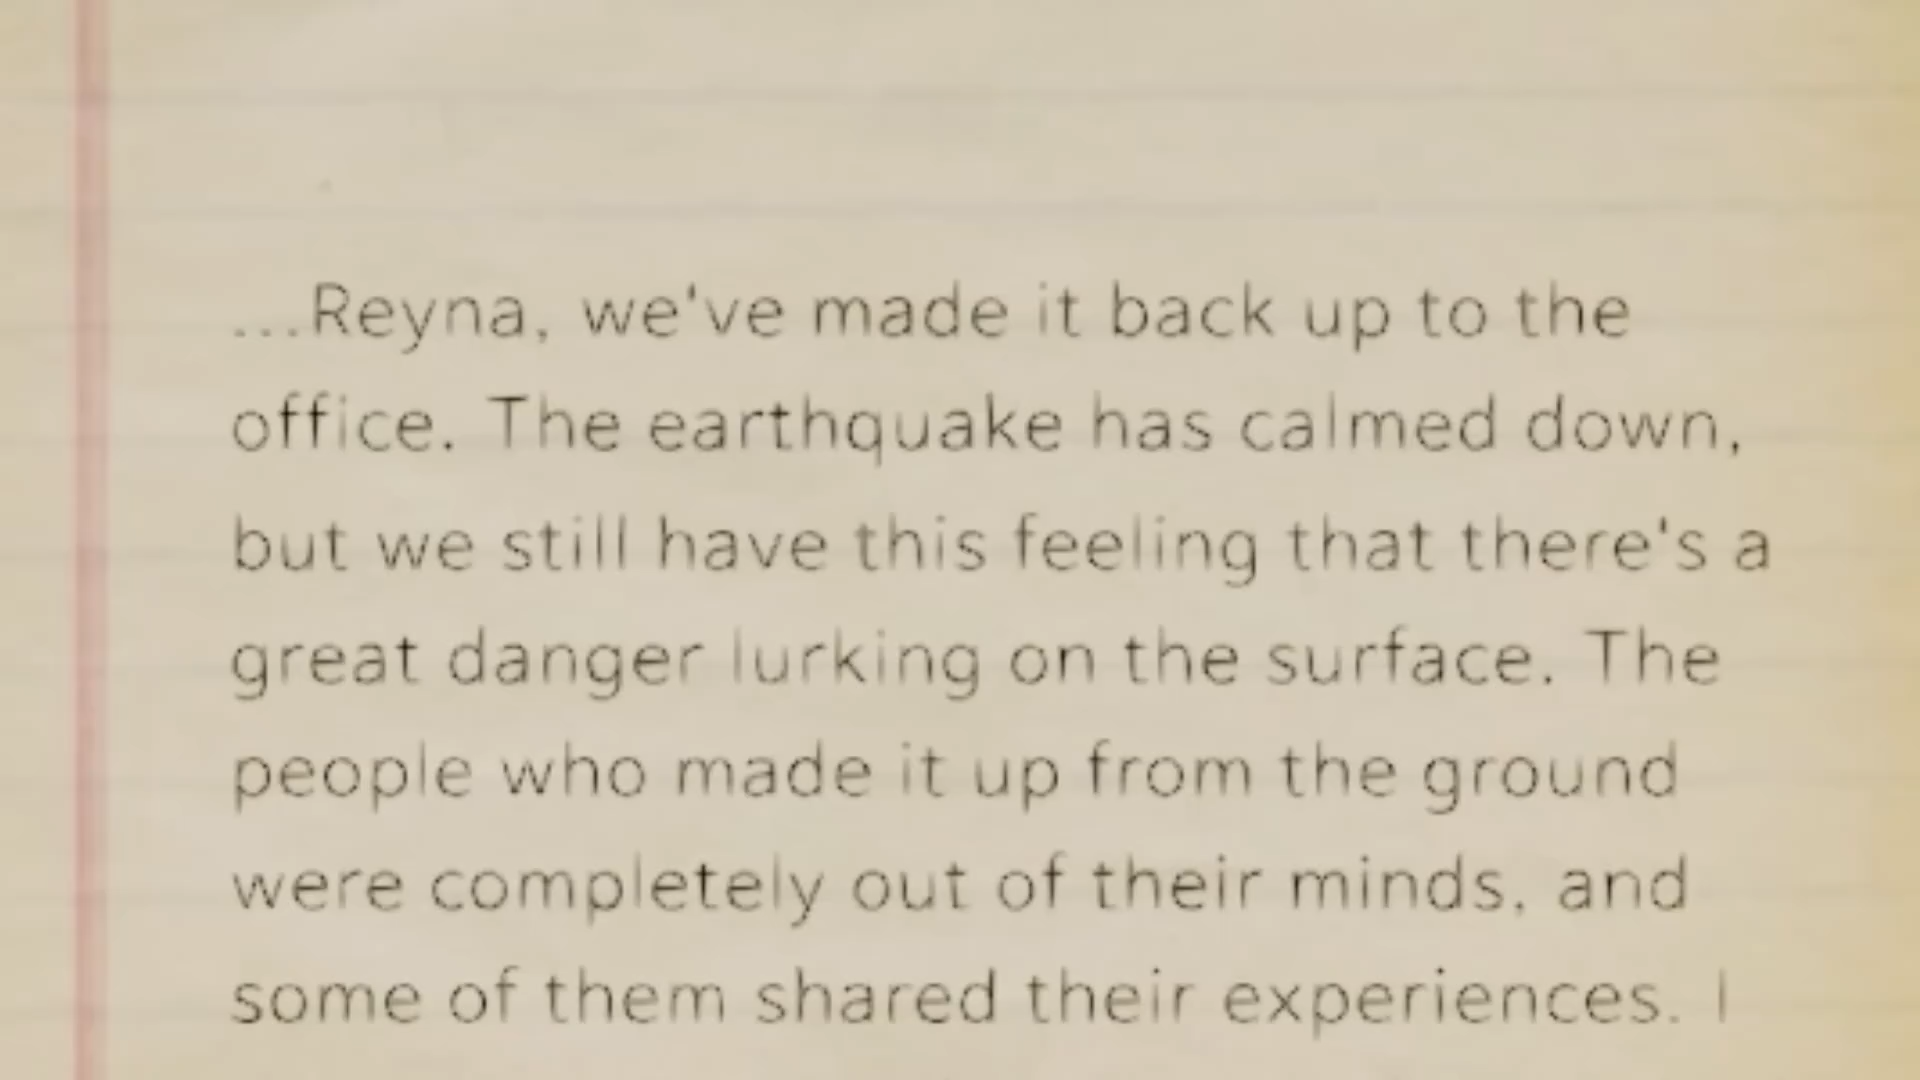 ...Reyna, we've made it back up to the
office. The earthquake has calmed down,
but we still have this feeling that there's a
great danger lurking on the surface. The
people who made it up from the ground
were completely out of their minds, and
some of them shared their experiences. I